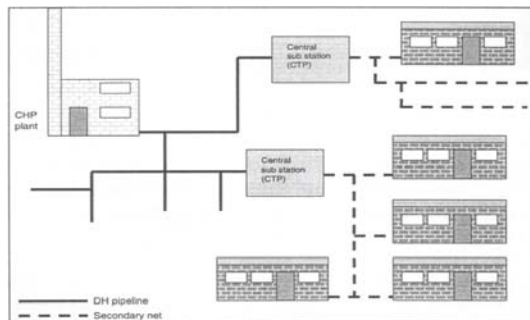 Central
sub station
(CTP)
CHP
plant
Central
sub station
(CTP)
DH pipeline
Secondary net